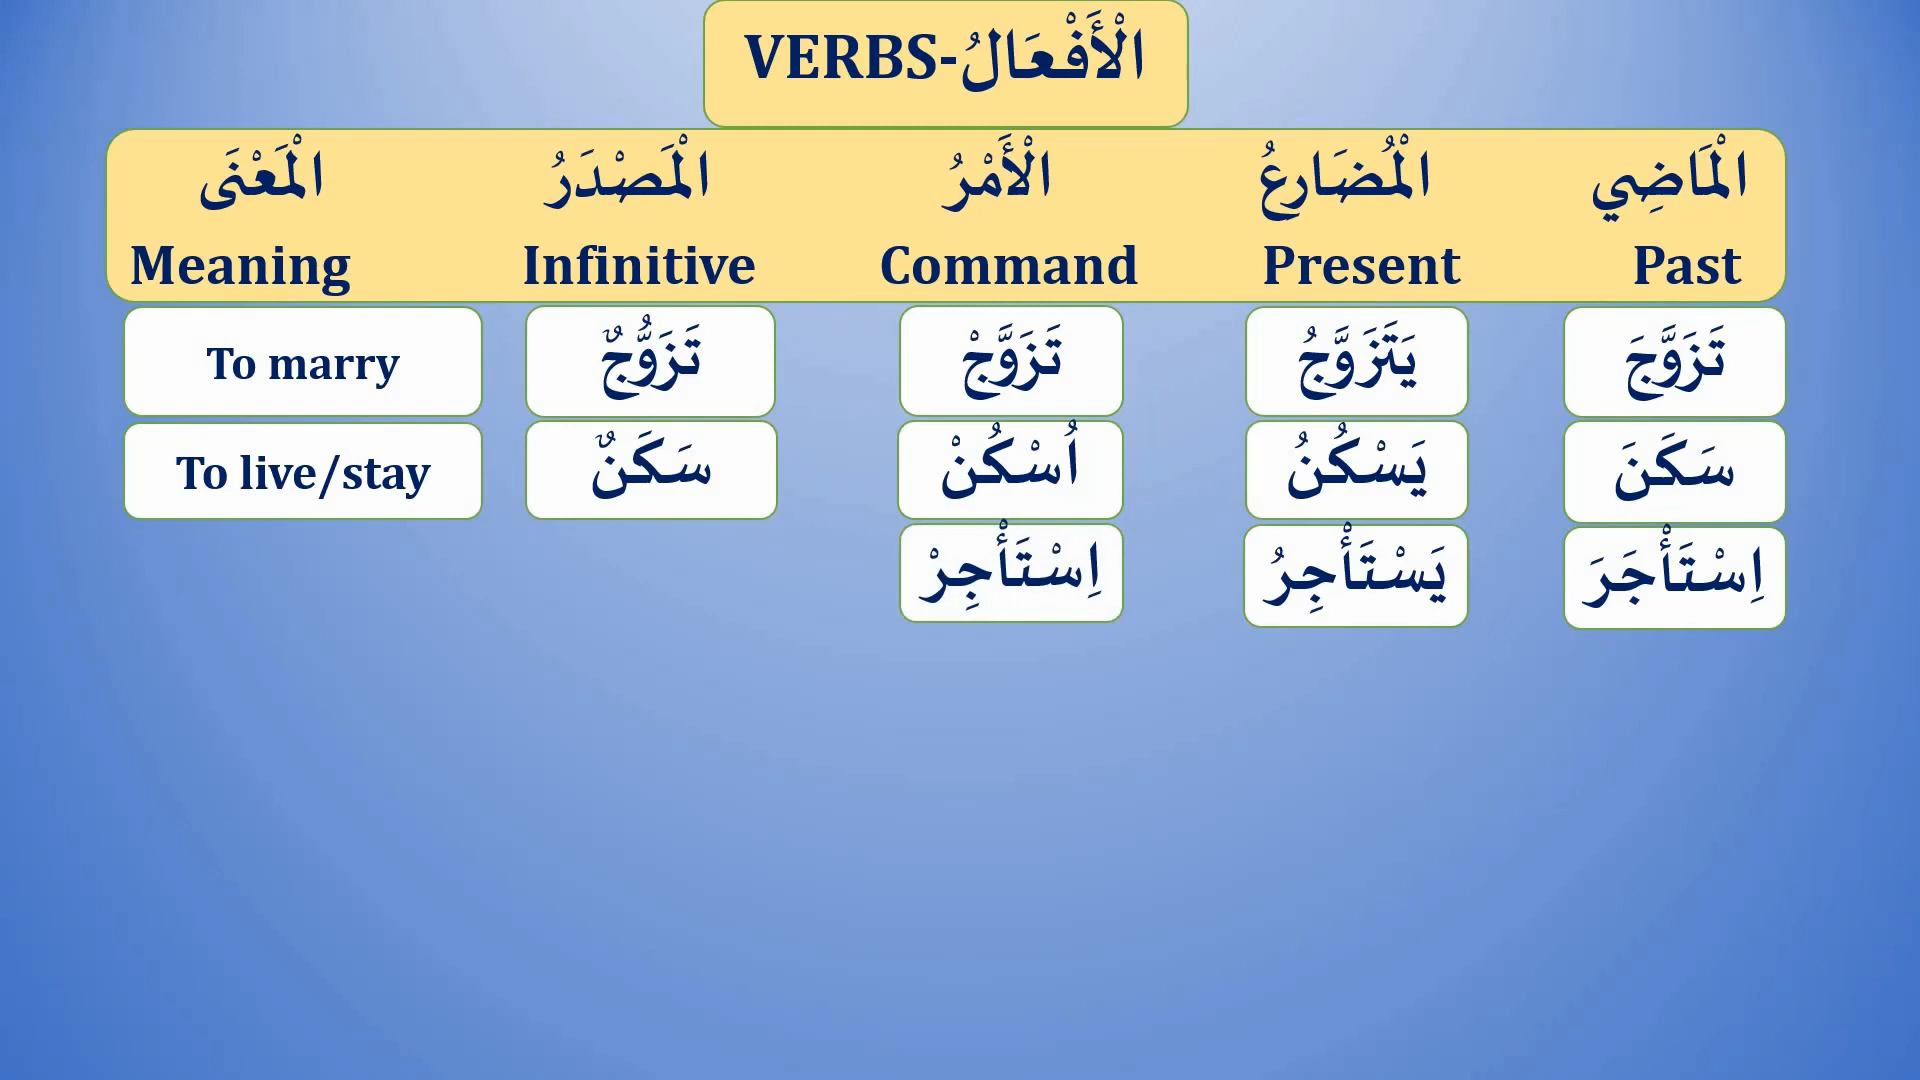 VERBS-الْأَفْعَالُ
الْمَاضِي الْمُضَارِعُ الْأَمْرُ الْمَصْدَرُ الْمَعْنَى
Meaning Infinitive Command Present Past
To marry تَزَوُّجٌ تَزَوَّجْ يَتَزَوَّجُ تَزَوَّجَ
To live/stay سَكَنٌ اُسْكُنْ يَسْكُنُ سَكَنَ
اِسْتَأْجَرَ يَسْتَأْجِرُ اِسْتَأْجِرْ